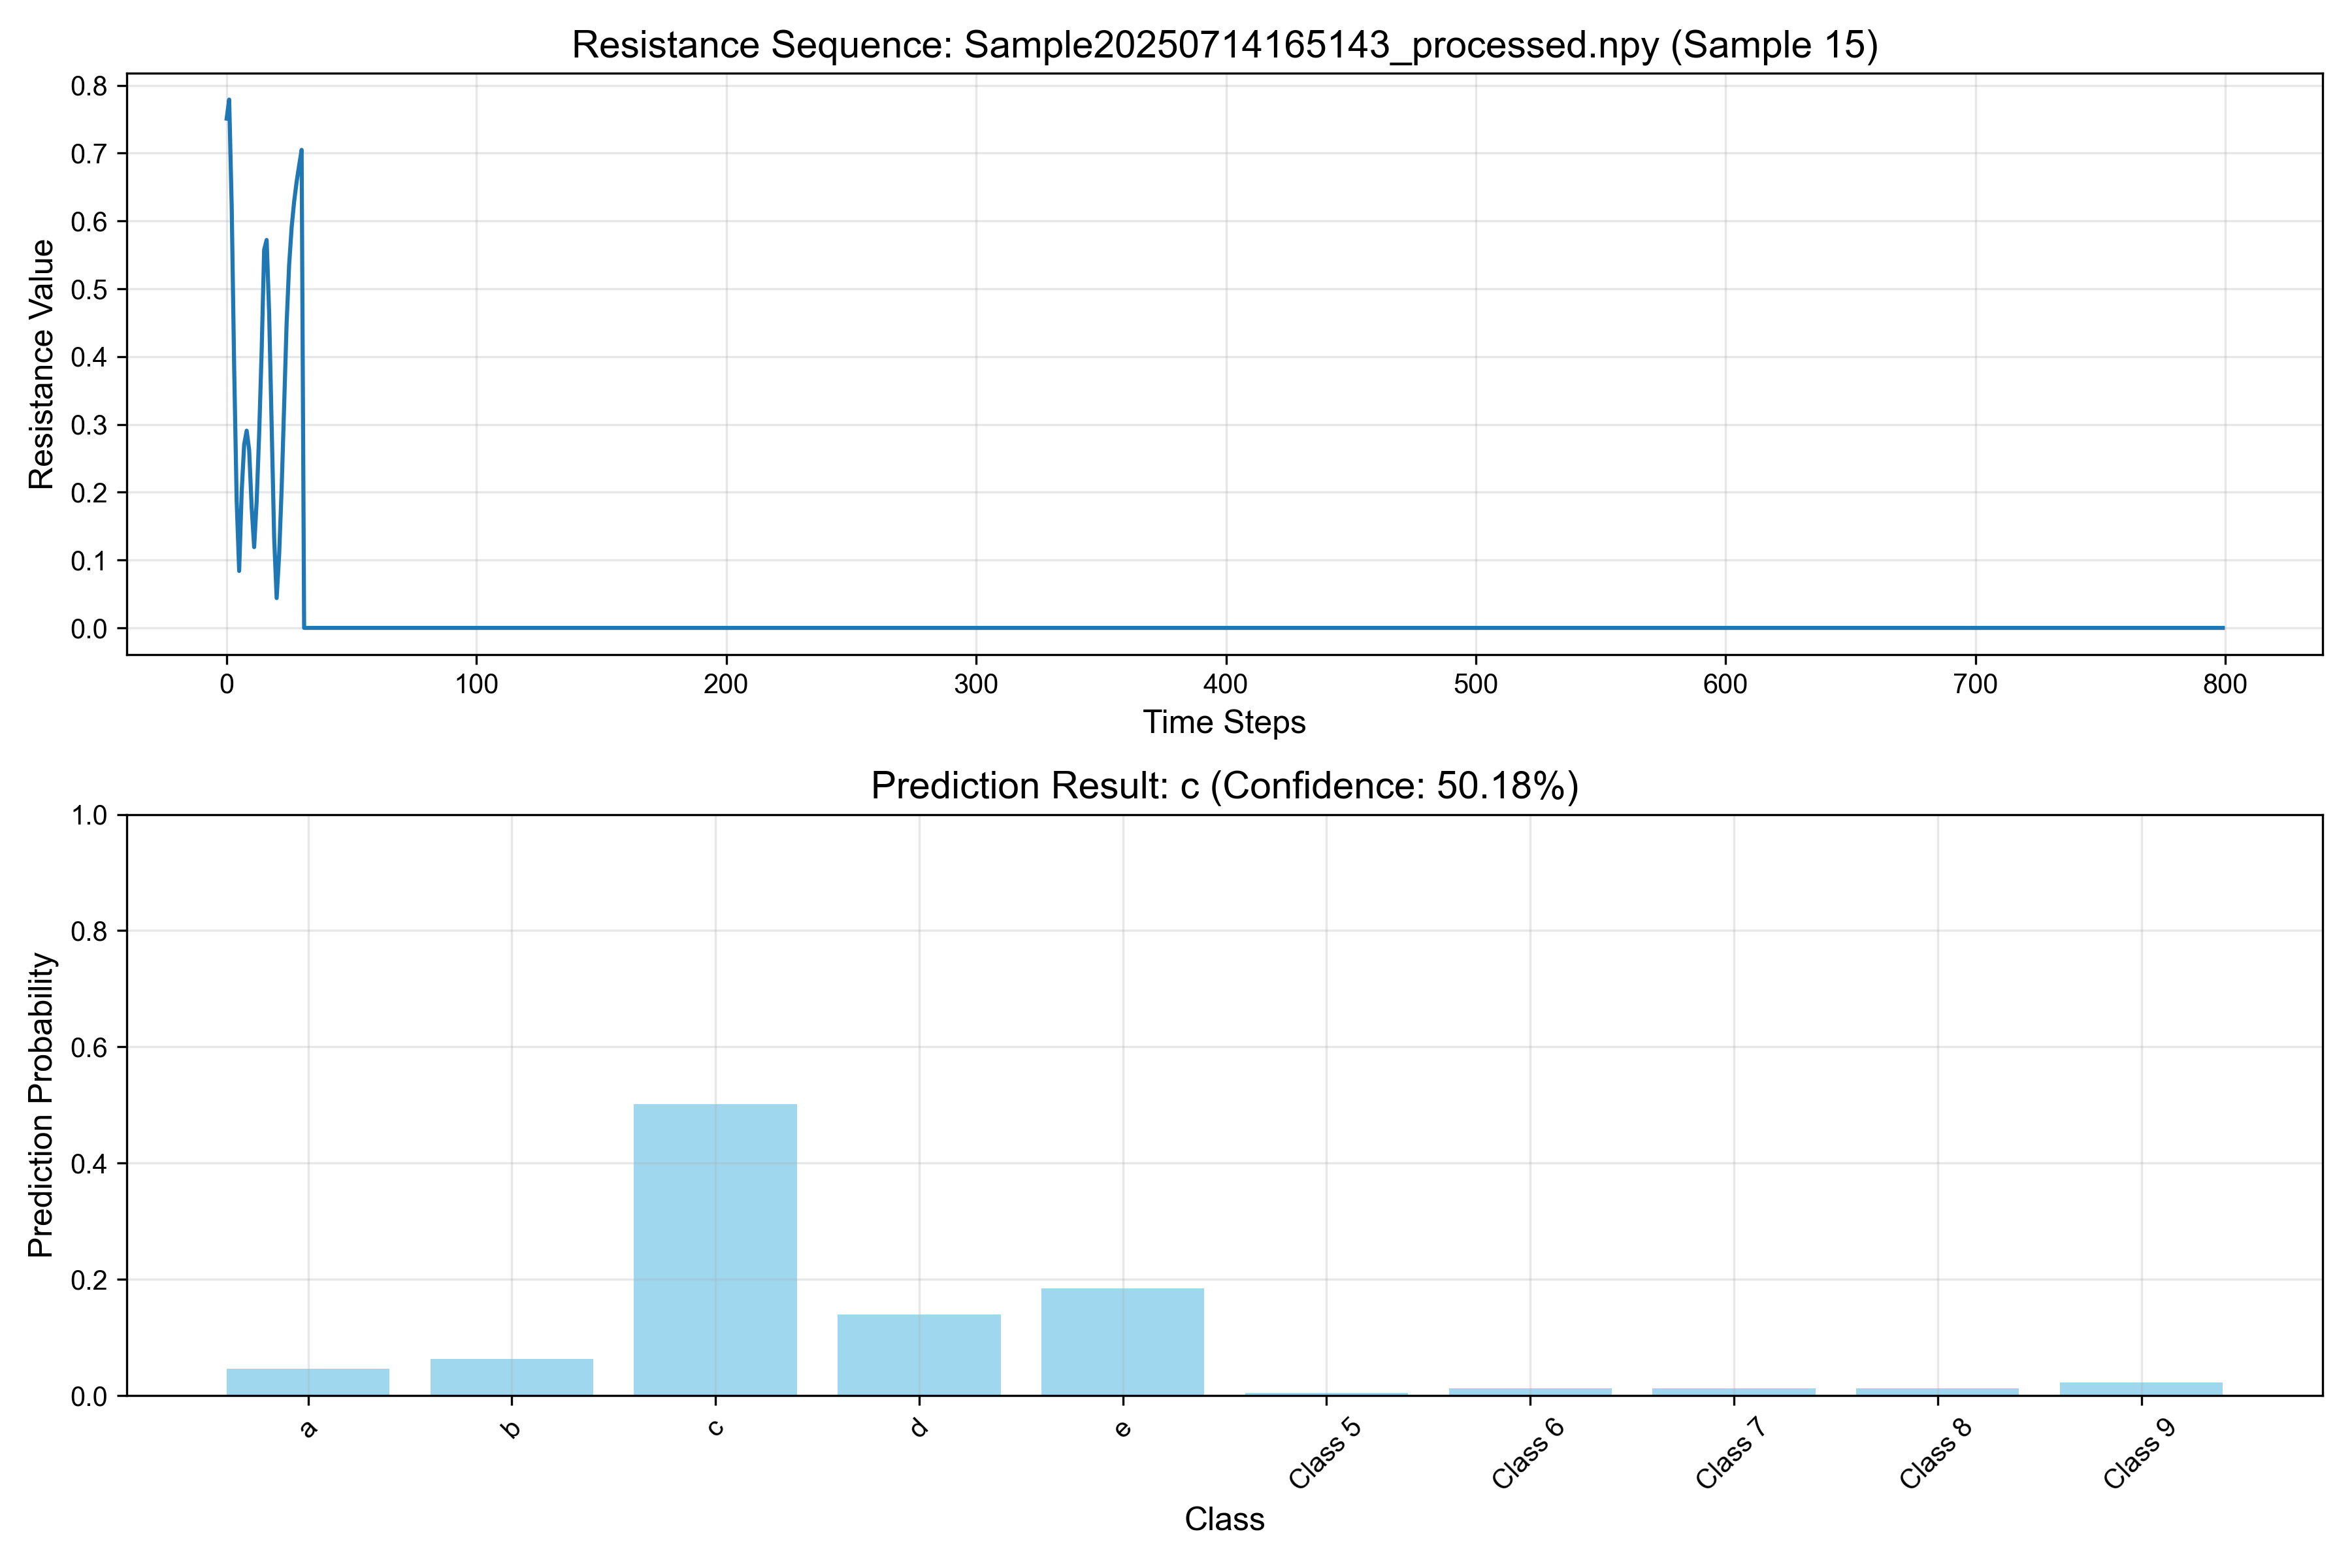 Resistance Sequence: Sample20250714165143_processed.npy (Sample 15)
Resistance Value
0.8
0.7
0.6
0.5
0.4
0.3
0.2
0.1
0.0
0 100 200 300 400 500 600 700 800
Time Steps
Prediction Result: c (Confidence: 50.18%)
Prediction Probability
1.0
0.8
0.6
0.4
0.2
0.0
a b c d e Class 5 Class 6 Class 7 Class 8 Class 9
Class